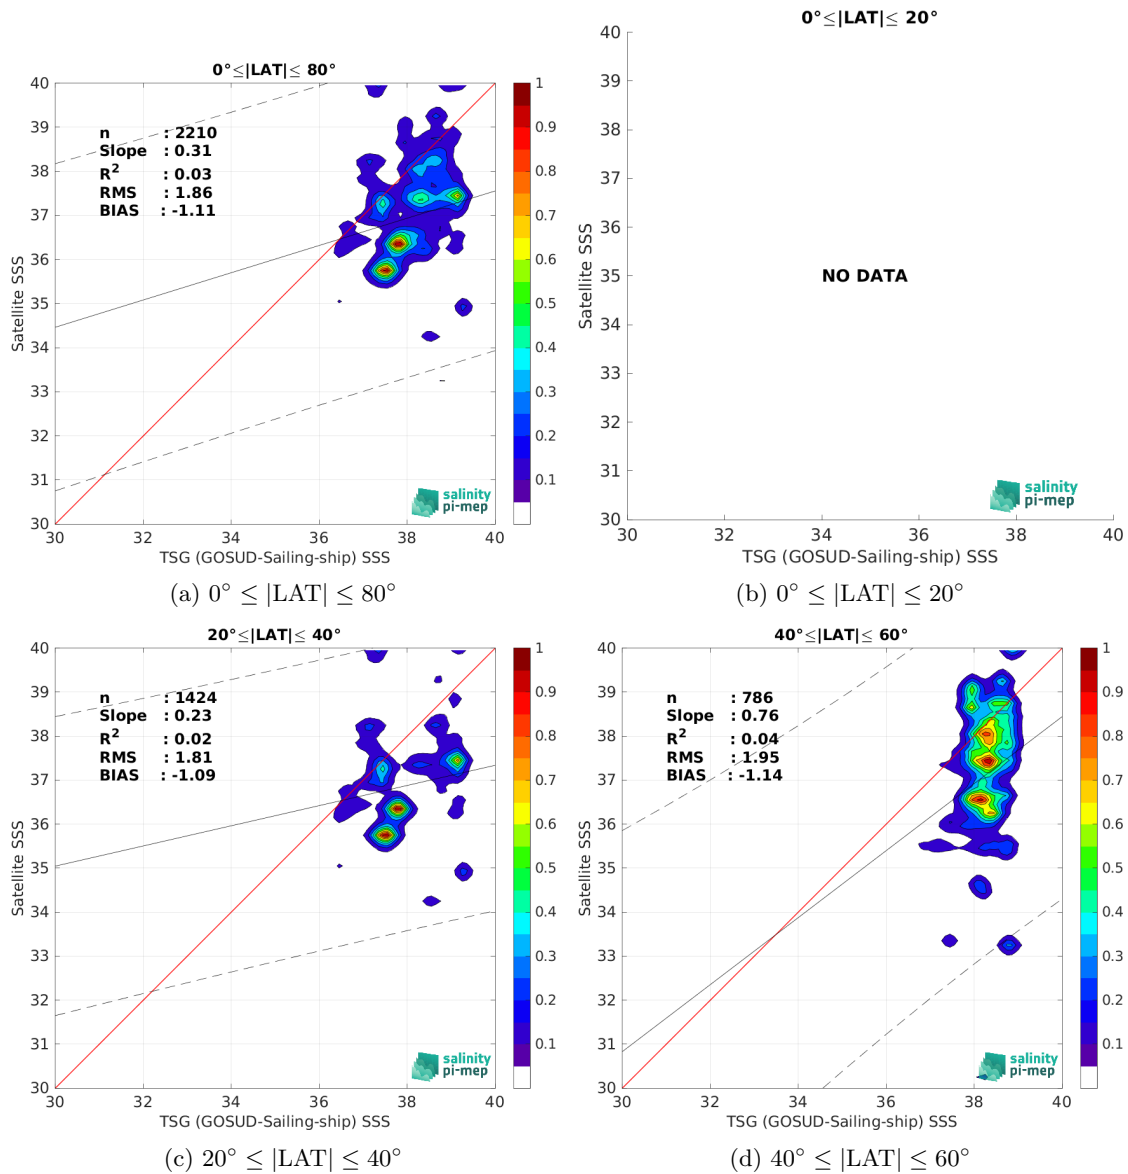 0°≤|LAT|≤ 80°
40
39
38
37
36
35
34
33
32
31
30
Satellite SSS
n : 2210
Slope : 0.31
R² : 0.03
RMS : 1.86
BIAS : -1.11
salinity
pi-mep
30 32 34 36 38 40
TSG (GOSUD-Sailing-ship) SSS
1
0.9
0.8
0.7
0.6
0.5
0.4
0.3
0.2
0.1
(a) 0° ≤ |LAT| ≤ 80°
0°≤|LAT|≤ 20°
40
39
38
37
36
35
34
33
32
31
30
Satellite SSS
NO DATA
salinity
pi-mep
30 32 34 36 38 40
TSG (GOSUD-Sailing-ship) SSS
(b) 0° ≤ |LAT| ≤ 20°
20°≤|LAT|≤ 40°
40
39
38
37
36
35
34
33
32
31
30
Satellite SSS
n : 1424
Slope : 0.23
R² : 0.02
RMS : 1.81
BIAS : -1.09
salinity
pi-mep
30 32 34 36 38 40
TSG (GOSUD-Sailing-ship) SSS
1
0.9
0.8
0.7
0.6
0.5
0.4
0.3
0.2
0.1
(c) 20° ≤ |LAT| ≤ 40°
40°≤|LAT|≤ 60°
40
39
38
37
36
35
34
33
32
31
30
Satellite SSS
n : 786
Slope : 0.76
R² : 0.04
RMS : 1.95
BIAS : -1.14
salinity
pi-mep
30 32 34 36 38 40
TSG (GOSUD-Sailing-ship) SSS
1
0.9
0.8
0.7
0.6
0.5
0.4
0.3
0.2
0.1
(d) 40° ≤ |LAT| ≤ 60°